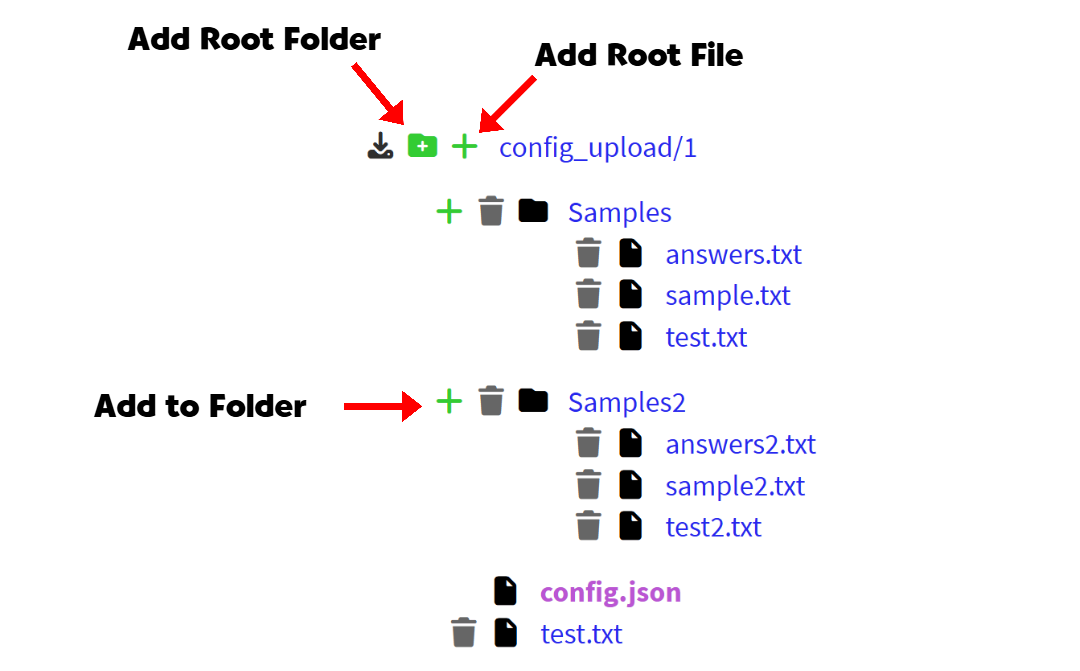 Add Root Folder
Add Root File
config_upload/1
Samples
answers.txt
sample.txt
test.txt
Add to Folder
Samples2
answers2.txt
sample2.txt
test2.txt
config.json
test.txt